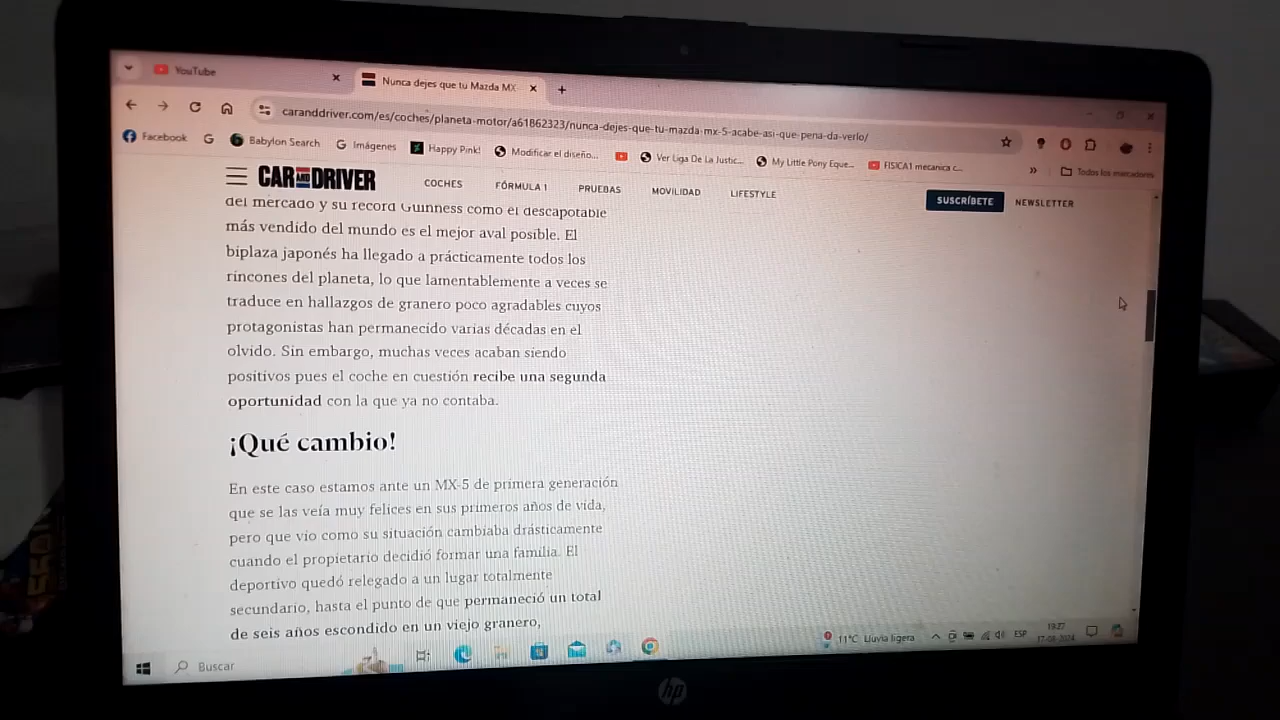 YouTube
Nunca dejes que tu Mazda MX
caranddriver.com/es/coches/planeta-motor/a61862323/nunca-dejes-que-tu-mazda-mx-5-acabe-asi-que-pena-da-verlo/
Facebook
Babylon Search
Imágenes
Happy Pink!
Modificar el diseño...
Ver Liga De La Justic...
My Little Pony Eque...
FISICA1 mecanica c...
Todos los marcadores
CAR AND DRIVER
COCHES
FÓRMULA 1
PRUEBAS
MOVILIDAD
LIFESTYLE
SUSCRÍBETE
NEWSLETTER
del mercado y su récord Guinness como el descapotable
más vendido del mundo es el mejor aval posible. El
biplaza japonés ha llegado a prácticamente todos los
rincones del planeta, lo que lamentablemente a veces se
traduce en hallazgos de granero poco agradables cuyos
protagonistas han permanecido varias décadas en el
olvido. Sin embargo, muchas veces acaban siendo
positivos pues el coche en cuestión recibe una segunda
oportunidad con la que ya no contaba.
¡Qué cambio!
En este caso estamos ante un MX-5 de primera generación
que se las veía muy felices en sus primeros años de vida,
pero que vio como su situación cambiaba drásticamente
cuando el propietario decidió formar una familia. El
deportivo quedó relegado a un lugar totalmente
secundario, hasta el punto de que permaneció un total
de seis años escondido en un viejo granero,
Buscar
11°C Lluvia ligera
ESP
19:27
17-08-2024
hp